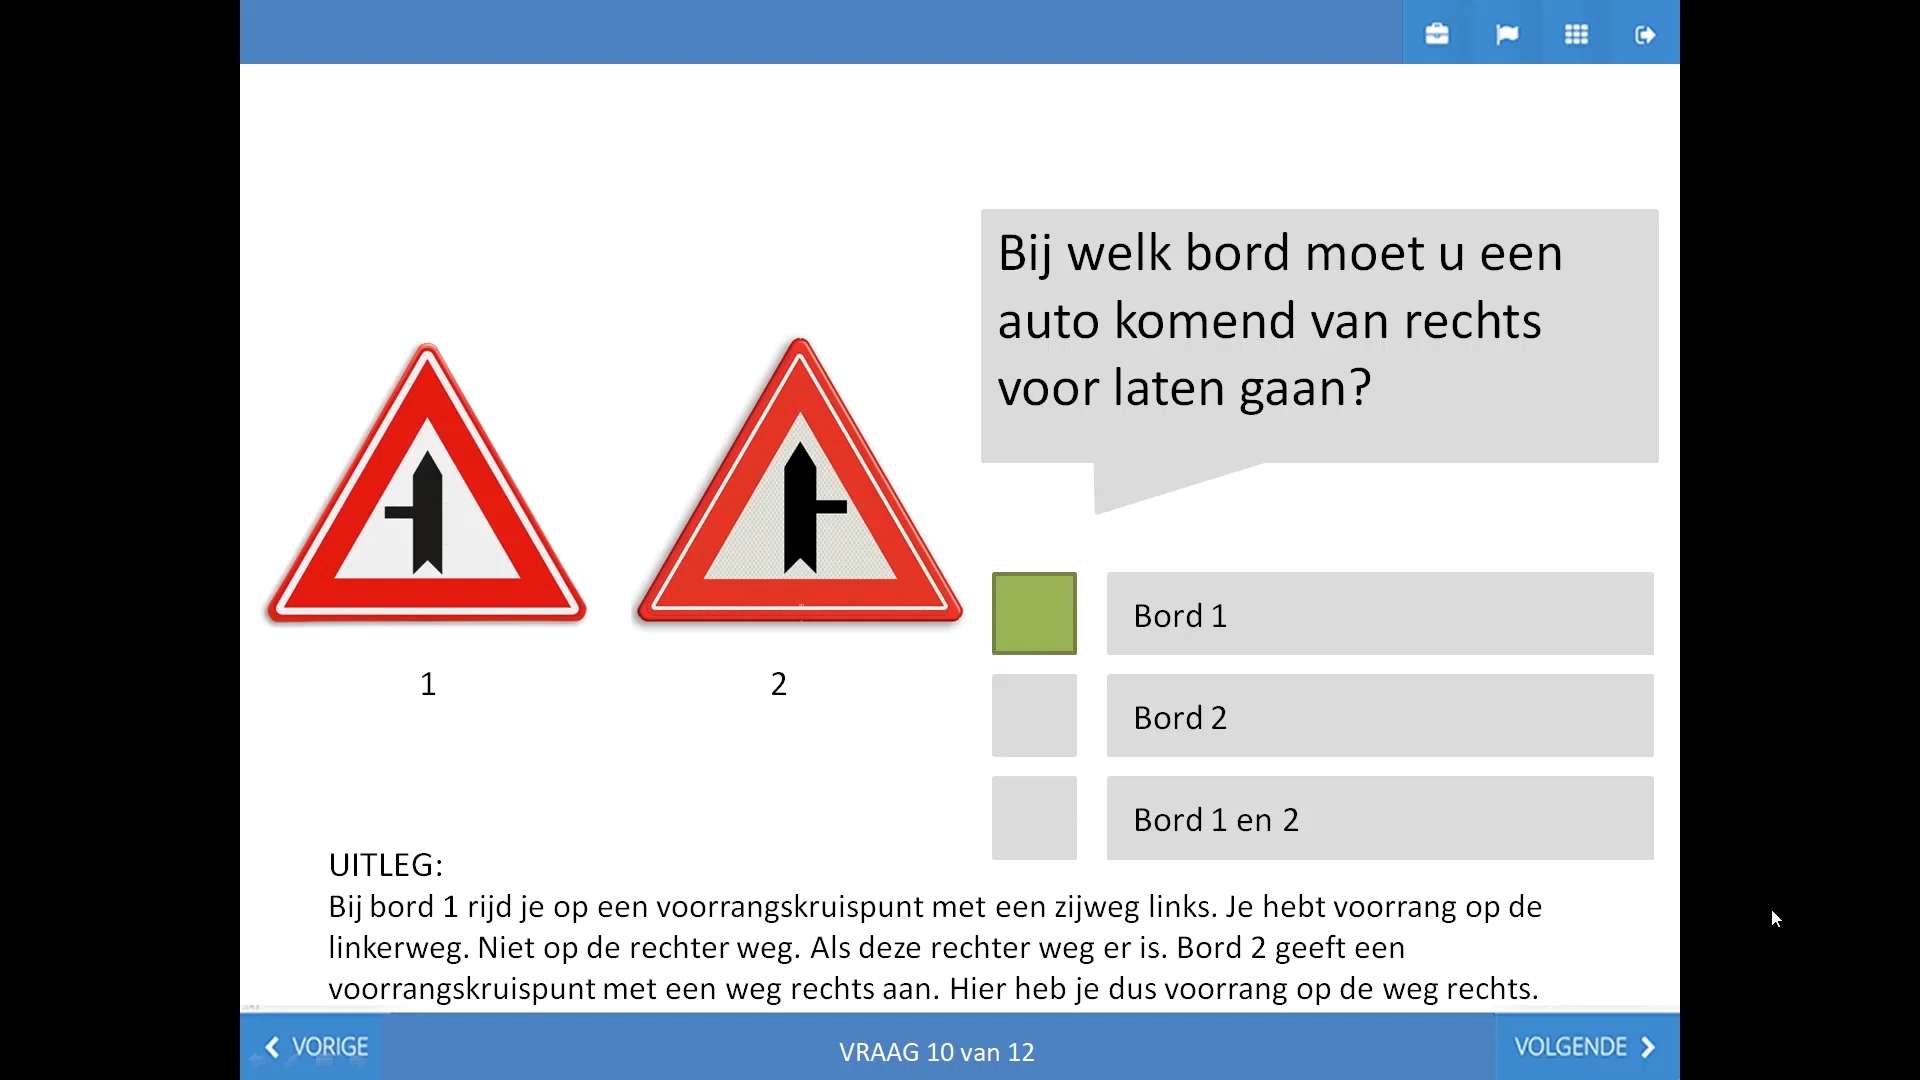 Bij welk bord moet u een
auto komend van rechts
voor laten gaan?
1
2
Bord 1
Bord 2
Bord 1 en 2
UITLEG:
Bij bord 1 rijd je op een voorrangskruispunt met een zijweg links. Je hebt voorrang op de
linkerweg. Niet op de rechter weg. Als deze rechter weg er is. Bord 2 geeft een
voorrangskruispunt met een weg rechts aan. Hier heb je dus voorrang op de weg rechts.
VORIGE
VRAAG 10 van 12
VOLGENDE